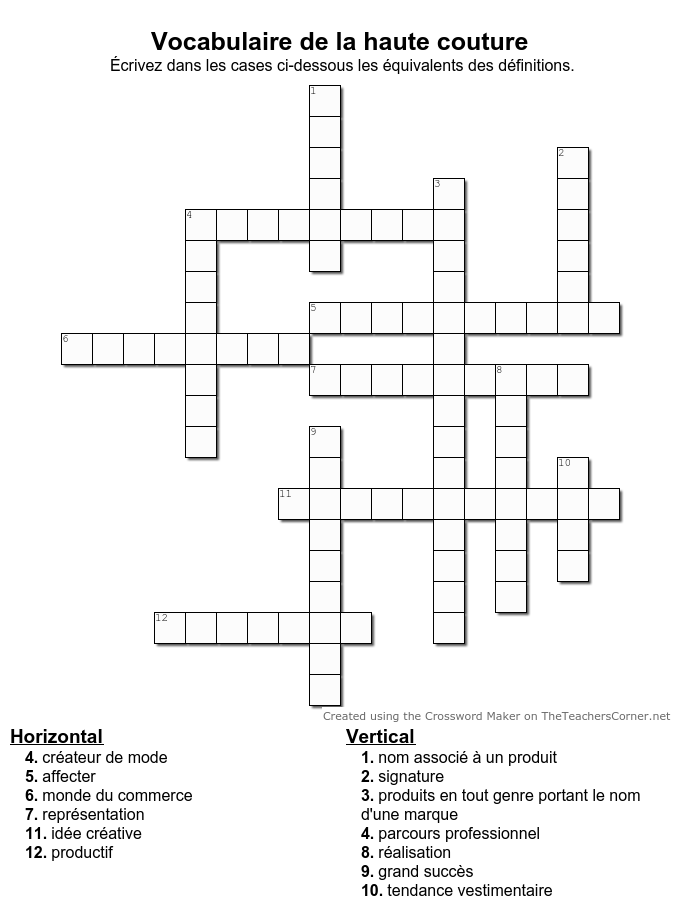 Vocabulaire de la haute couture
Écrivez dans les cases ci-dessous les équivalents des définitions.
1
2
3
4
5
6
7
8
9
10
11
12
Created using the Crossword Maker on TheTeachersCorner.net
Horizontal
4. créateur de mode
5. affecter
6. monde du commerce
7. représentation
11. idée créative
12. productif
Vertical
1. nom associé à un produit
2. signature
3. produits en tout genre portant le nom
d'une marque
4. parcours professionnel
8. réalisation
9. grand succès
10. tendance vestimentaire